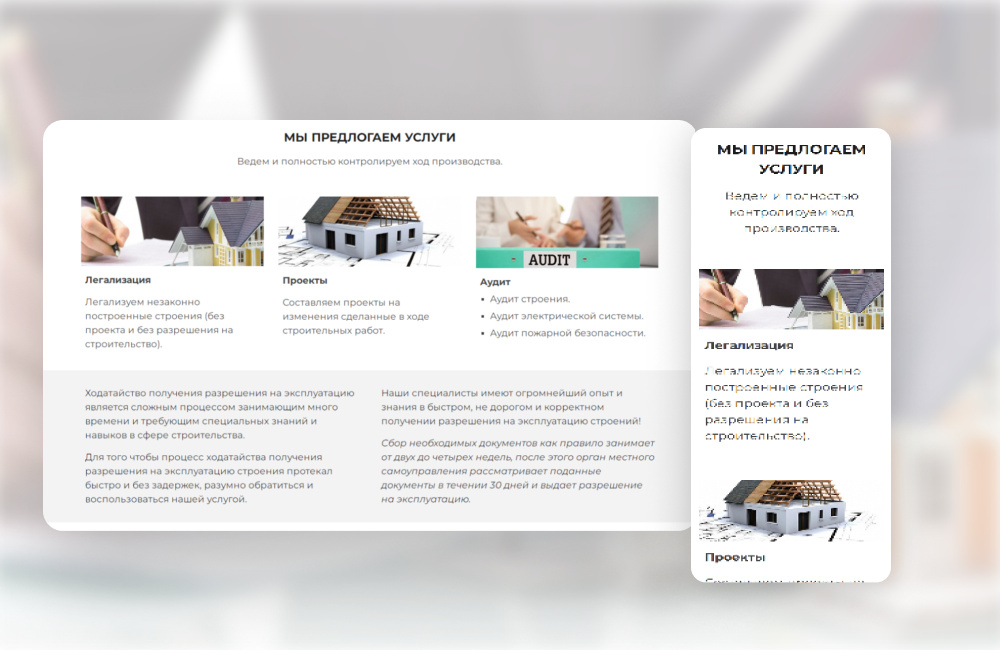 МЫ ПРЕДЛОГАЕМ УСЛУГИ
Ведем и полностью контролируем ход производства.
Легализация
Легализуем незаконно
построенные строения (без
проекта и без разрешения на
строительство).
Проекты
Составляем проекты на
изменения сделанные в ходе
строительных работ.
AUDIT
Аудит
• Аудит строения.
• Аудит электрической системы.
• Аудит пожарной безопасности.
Ходатайство получения разрешения на эксплуатацию
является сложным процессом занимающим много
времени и требующим специальных знаний и
навыков в сфере строительства.
Для того чтобы процесс ходатайства получения
разрешения на эксплуатацию строения протекал
быстро и без задержек, разумно обратиться и
воспользоваться нашей услугой.
Наши специалисты имеют огромнейший опыт и
знания в быстром, не дорогом и корректном
получении разрешения на эксплуатацию строений!
Сбор необходимых документов как правило занимает
от двух до четырех недель, после этого орган местного
самоуправления рассматривает поданные
документы в течении 30 дней и выдает разрешение
на эксплуатацию.
МЫ ПРЕДЛОГАЕМ
УСЛУГИ
Ведем и полностью
контролируем ход
производства.
Легализация
Легализуем незаконно
построенные строения
(без проекта и без
разрешения на
строительство).
Проекты